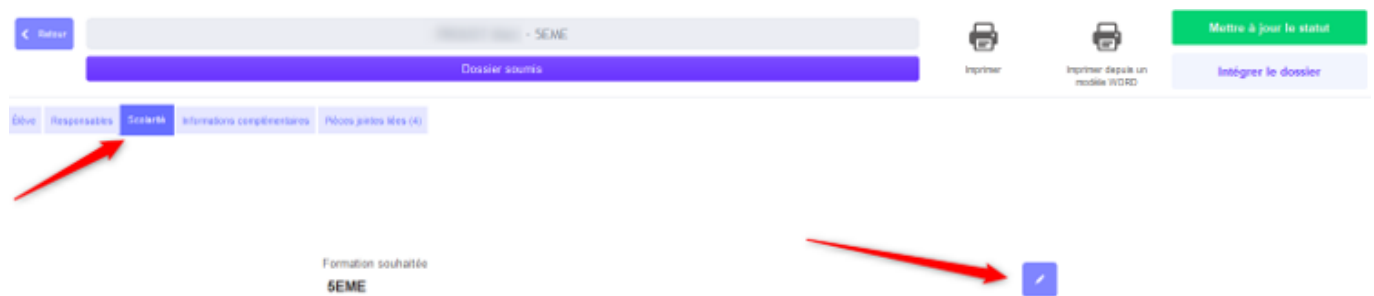 Retour
- 5EME
Dossier soumis
Imprimer
Imprimer depuis un
modèle WORD
Mettre à jour le statut
Intégrer le dossier
Élève
Responsables
Scolarité
Informations complémentaires
Pièces jointes liées (4)
Formation souhaitée
5EME